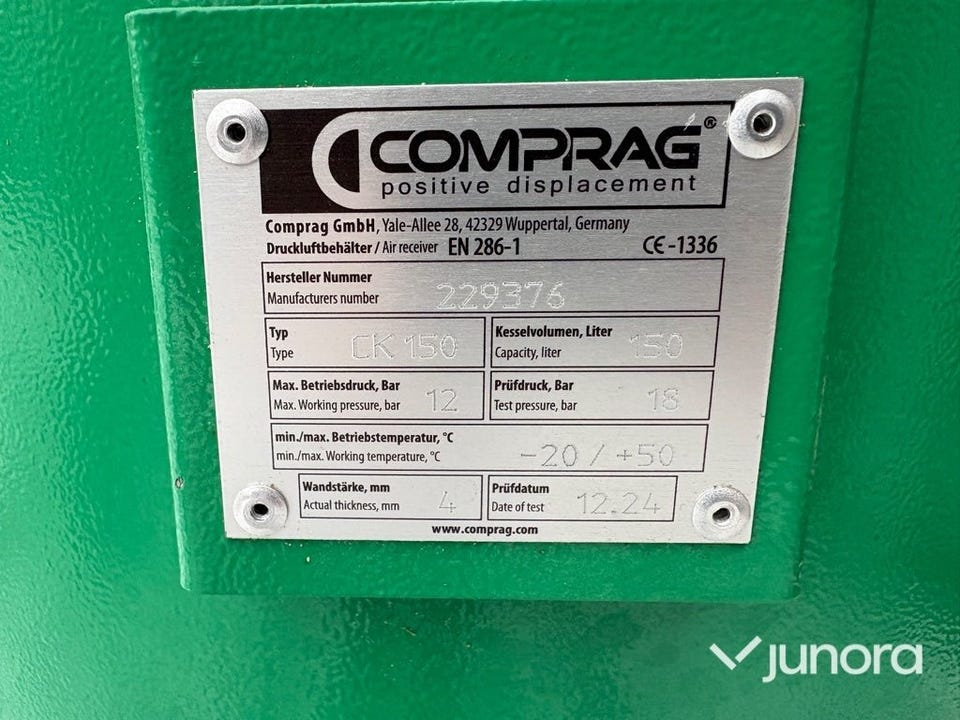 COMPRAG®
positive displacement
Comprag GmbH, Yale-Allee 28, 42329 Wuppertal, Germany
Druckluftbehälter / Air receiver EN 286-1 CE-1336
Hersteller Nummer
Manufacturers number 229376
Typ
Type CK 150
Kesselvolumen, Liter
Capacity, liter 150
Max. Betriebsdruck, Bar
Max. Working pressure, bar 12
Prüfdruck, Bar
Test pressure, bar 18
min./max. Betriebstemperatur, °C
min./max. Working temperature, °C -20 / +50
Wandstärke, mm
Actual thickness, mm 4
Prüfdatum
Date of test 12.24
www.comprag.com
junora